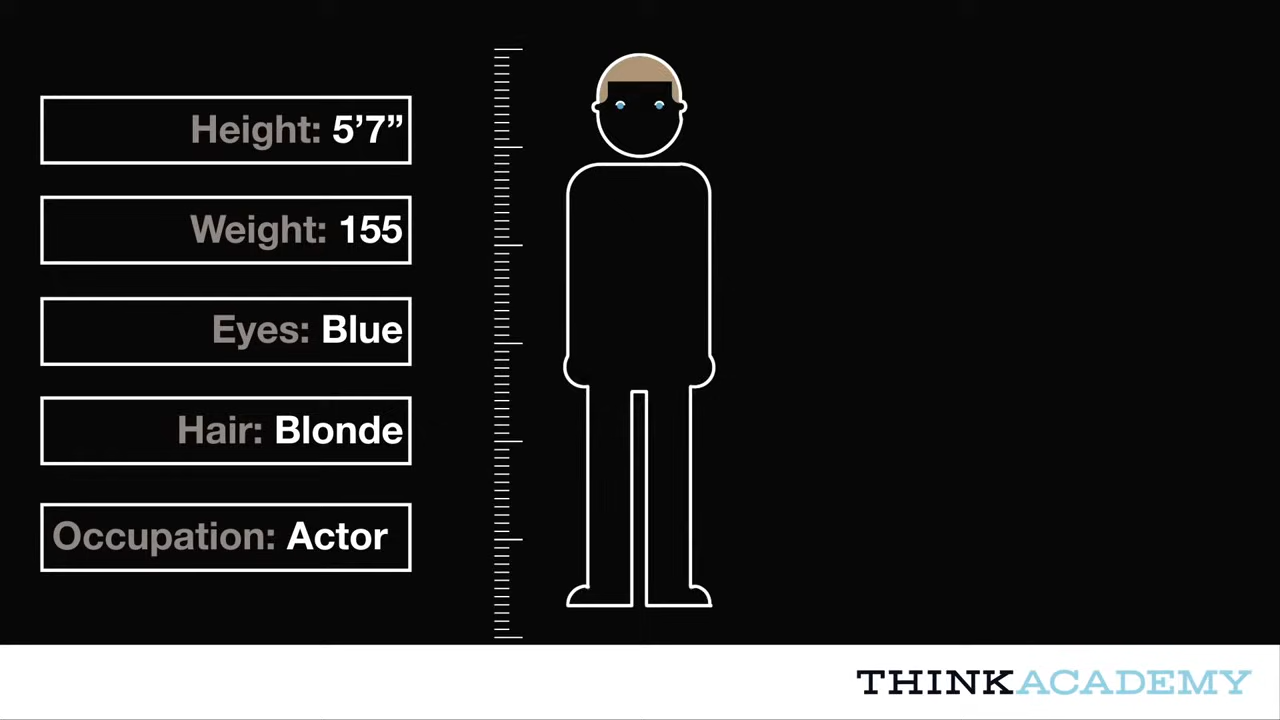 Height: 5’7”
Weight: 155
Eyes: Blue
Hair: Blonde
Occupation: Actor
THINKACADEMY